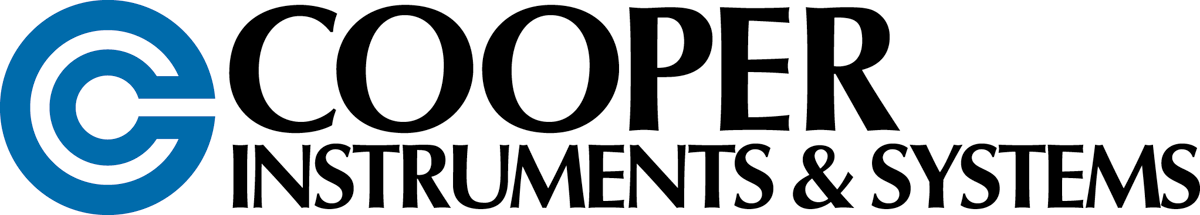 COOPER
INSTRUMENTS & SYSTEMS